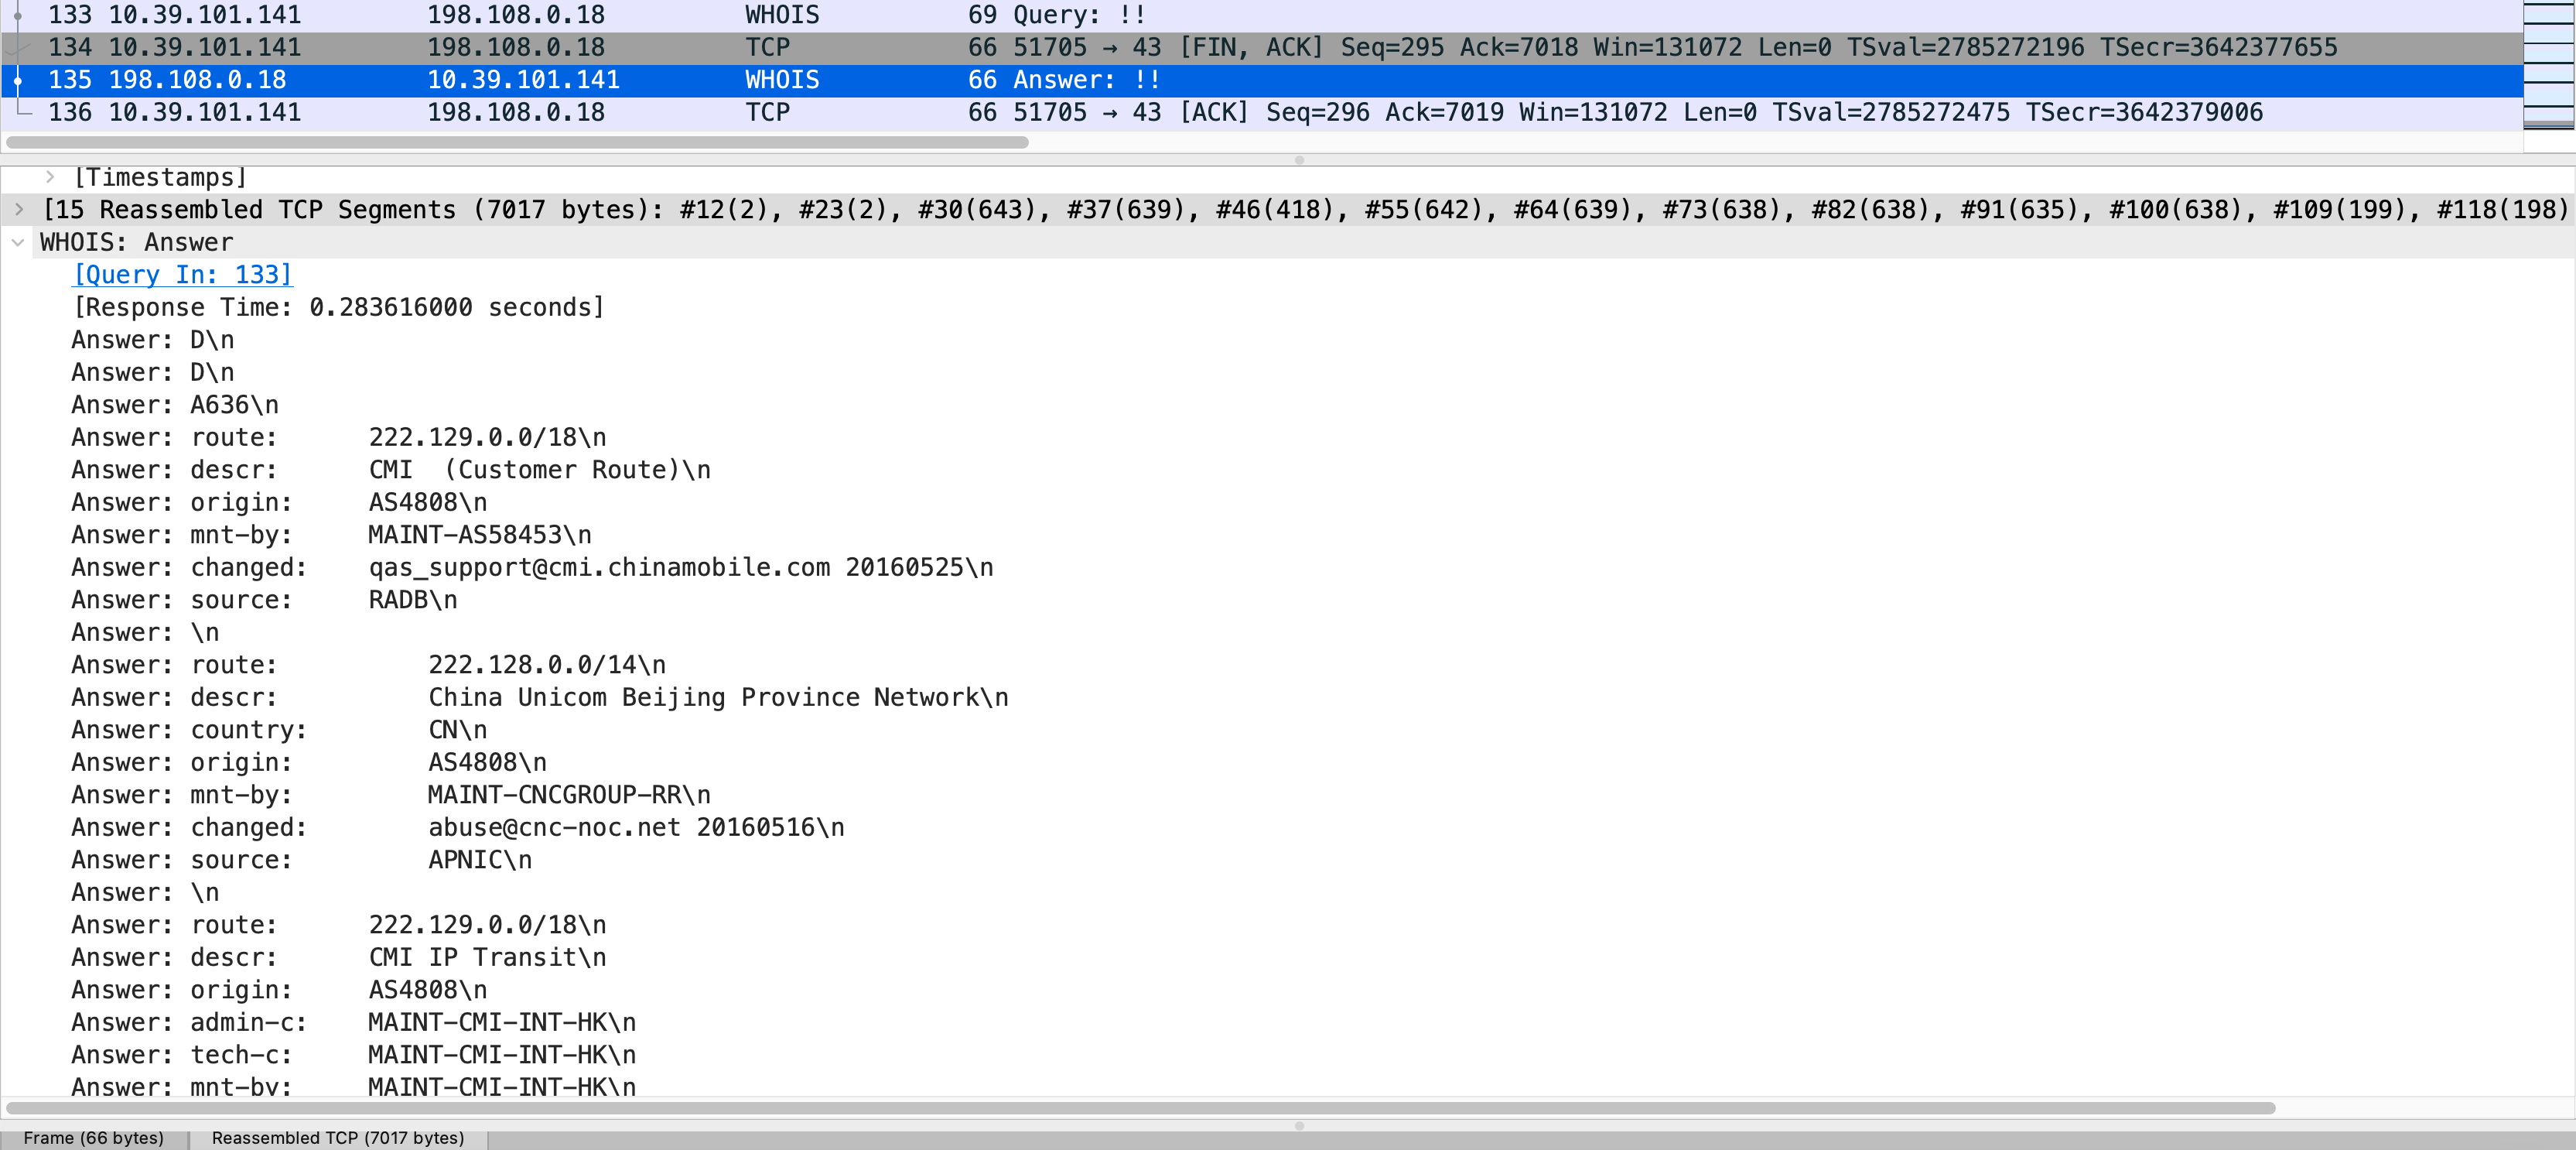 133 10.39.101.141 198.108.0.18 WHOIS 69 Query: !!
134 10.39.101.141 198.108.0.18 TCP 66 51705 → 43 [FIN, ACK] Seq=295 Ack=7018 Win=131072 Len=0 TSval=2785272196 TSecr=3642377655
135 198.108.0.18 10.39.101.141 WHOIS 66 Answer: !!
136 10.39.101.141 198.108.0.18 TCP 66 51705 → 43 [ACK] Seq=296 Ack=7019 Win=131072 Len=0 TSval=2785272475 TSecr=3642379006
[Timestamps]
[15 Reassembled TCP Segments (7017 bytes): #12(2), #23(2), #30(643), #37(639), #46(418), #55(642), #64(639), #73(638), #82(638), #91(635), #100(638), #109(199), #118(198)
WHOIS: Answer
[Query In: 133]
[Response Time: 0.283616000 seconds]
Answer: D\n
Answer: D\n
Answer: A636\n
Answer: route: 222.129.0.0/18\n
Answer: descr: CMI  (Customer Route)\n
Answer: origin: AS4808\n
Answer: mnt-by: MAINT-AS58453\n
Answer: changed: qas_support@cmi.chinamobile.com 20160525\n
Answer: source: RADB\n
Answer: \n
Answer: route: 222.128.0.0/14\n
Answer: descr: China Unicom Beijing Province Network\n
Answer: country: CN\n
Answer: origin: AS4808\n
Answer: mnt-by: MAINT-CNCGROUP-RR\n
Answer: changed: abuse@cnc-noc.net 20160516\n
Answer: source: APNIC\n
Answer: \n
Answer: route: 222.129.0.0/18\n
Answer: descr: CMI IP Transit\n
Answer: origin: AS4808\n
Answer: admin-c: MAINT-CMI-INT-HK\n
Answer: tech-c: MAINT-CMI-INT-HK\n
Answer: mnt-by: MAINT-CMI-INT-HK\n
Frame (66 bytes) Reassembled TCP (7017 bytes)